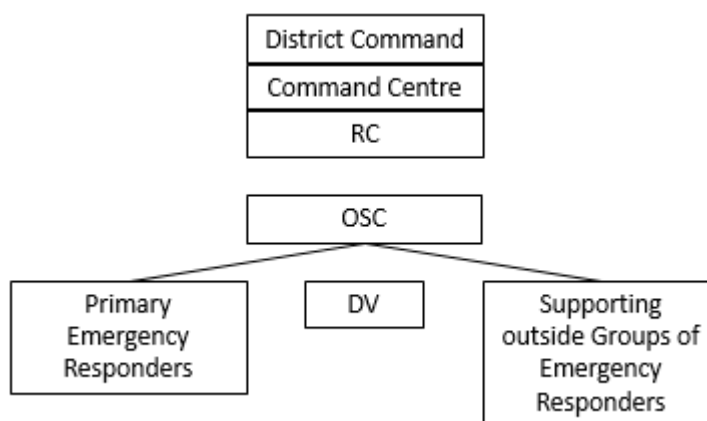 District Command
Command Centre
RC
OSC
Primary
Emergency
Responders
DV
Supporting
outside Groups of
Emergency
Responders